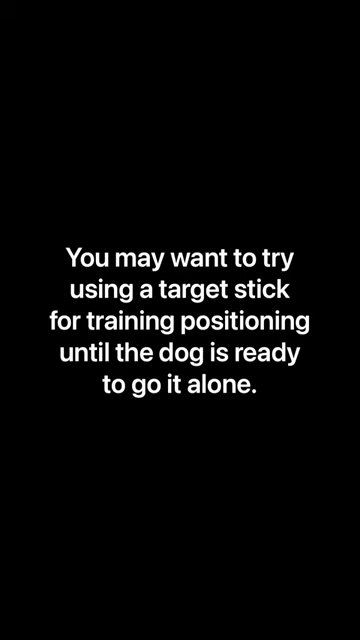 You may want to try
using a target stick
for training positioning
until the dog is ready
to go it alone.